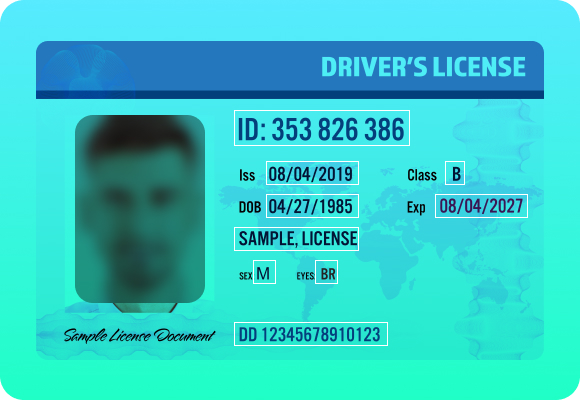 DRIVER'S LICENSE
ID: 353 826 386
Iss 08/04/2019 Class B
DOB 04/27/1985 Exp 08/04/2027
SAMPLE, LICENSE
SEX M EYES BR
Sample License Document
DD 12345678910123